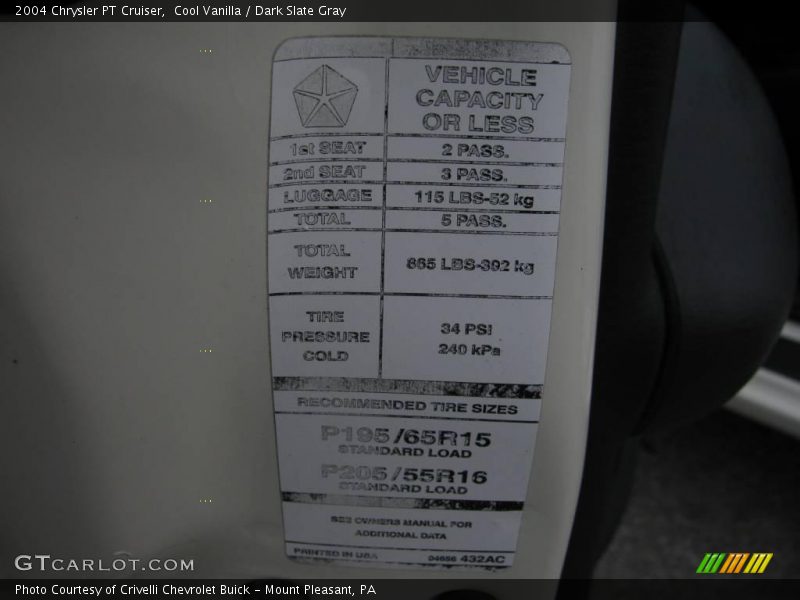 2004 Chrysler PT Cruiser,  Cool Vanilla / Dark Slate Gray
VEHICLE
CAPACITY
OR LESS
1st SEAT 2 PASS.
2nd SEAT 3 PASS.
LUGGAGE 115 LBS-52 kg
TOTAL 5 PASS.
TOTAL
WEIGHT
865 LBS-392 kg
TIRE
PRESSURE
COLD
34 PSI
240 kPa
RECOMMENDED TIRE SIZES
P195/65R15
STANDARD LOAD
P205/55R16
STANDARD LOAD
SEE OWNERS MANUAL FOR
ADDITIONAL DATA
PRINTED IN USA 04656 432AC
GTCARLOT.COM
Photo Courtesy of Crivelli Chevrolet Buick - Mount Pleasant, PA